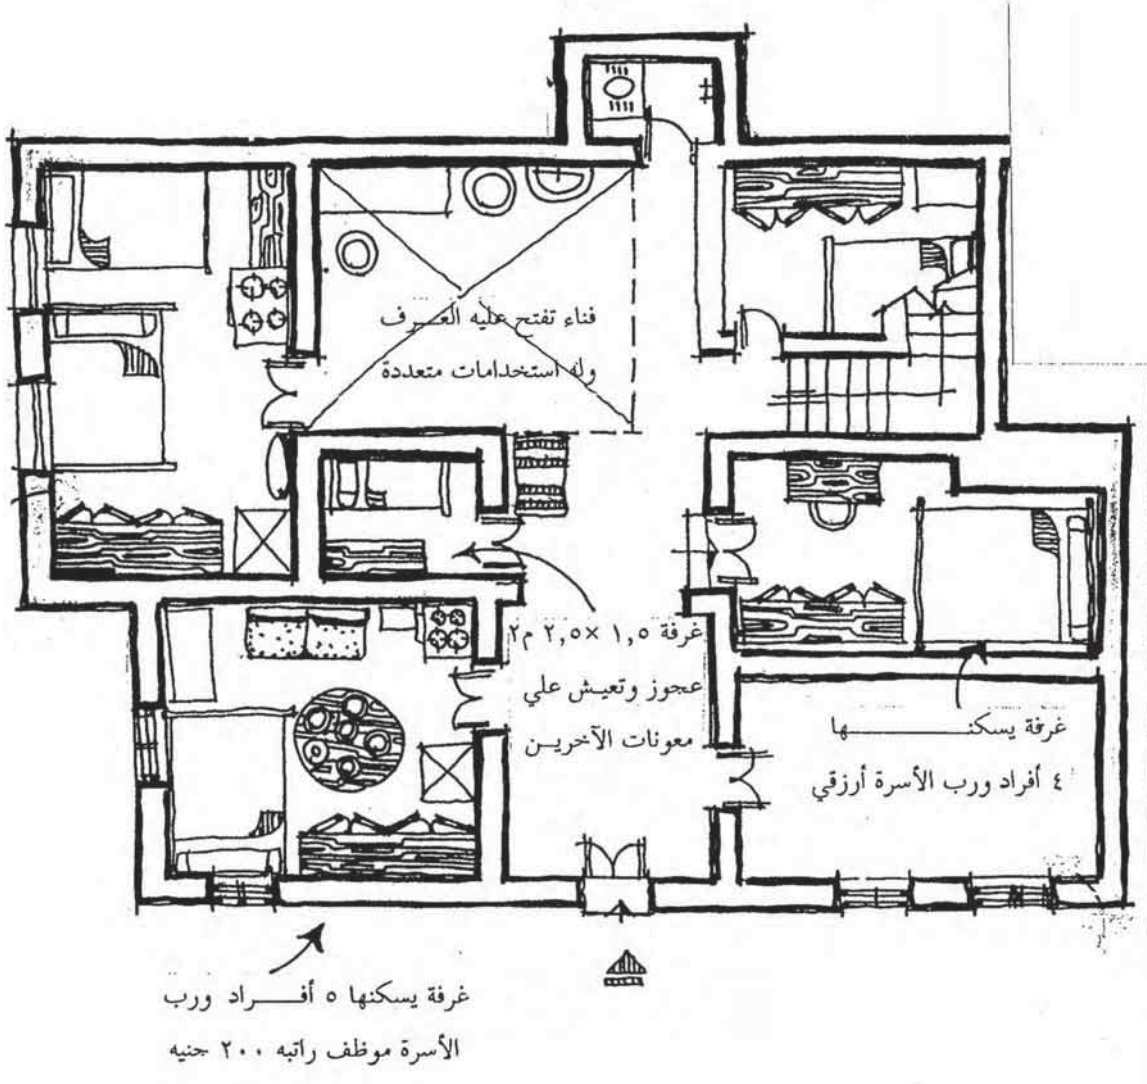 فناء تفتح عليه الغرف
وله استخدامات متعددة
غرفة ١,٥ × ٢,٥ م٢
عجوز وتعيش علي
معونات الآخرين
غرفة يسكنها
٤ أفراد ورب الأسرة أرزقي
غرفة يسكنها ٥ أفراد ورب
الأسرة موظف راتبه ٢٠٠ جنيه